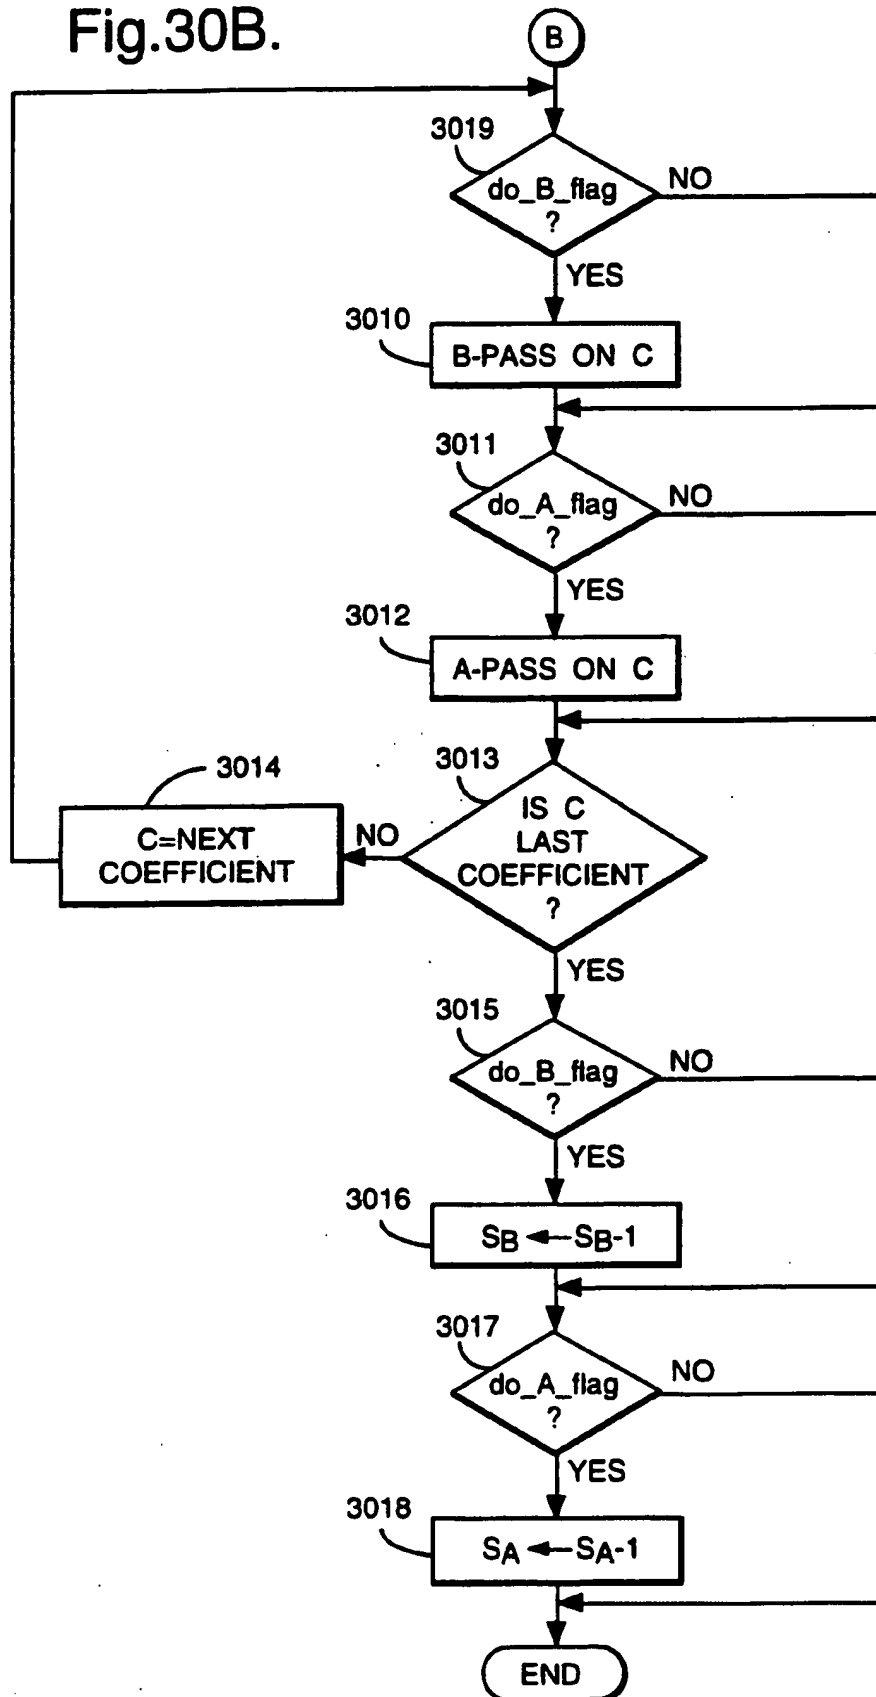 Fig.30B.
B
3019
do_B_flag
?
NO
YES
3010
B-PASS ON C
3011
do_A_flag
?
NO
YES
3012
A-PASS ON C
3013
IS C
LAST
COEFFICIENT
?
NO
3014
C=NEXT
COEFFICIENT
YES
3015
do_B_flag
?
NO
YES
3016
SB ← SB-1
3017
do_A_flag
?
NO
YES
3018
SA ← SA-1
END